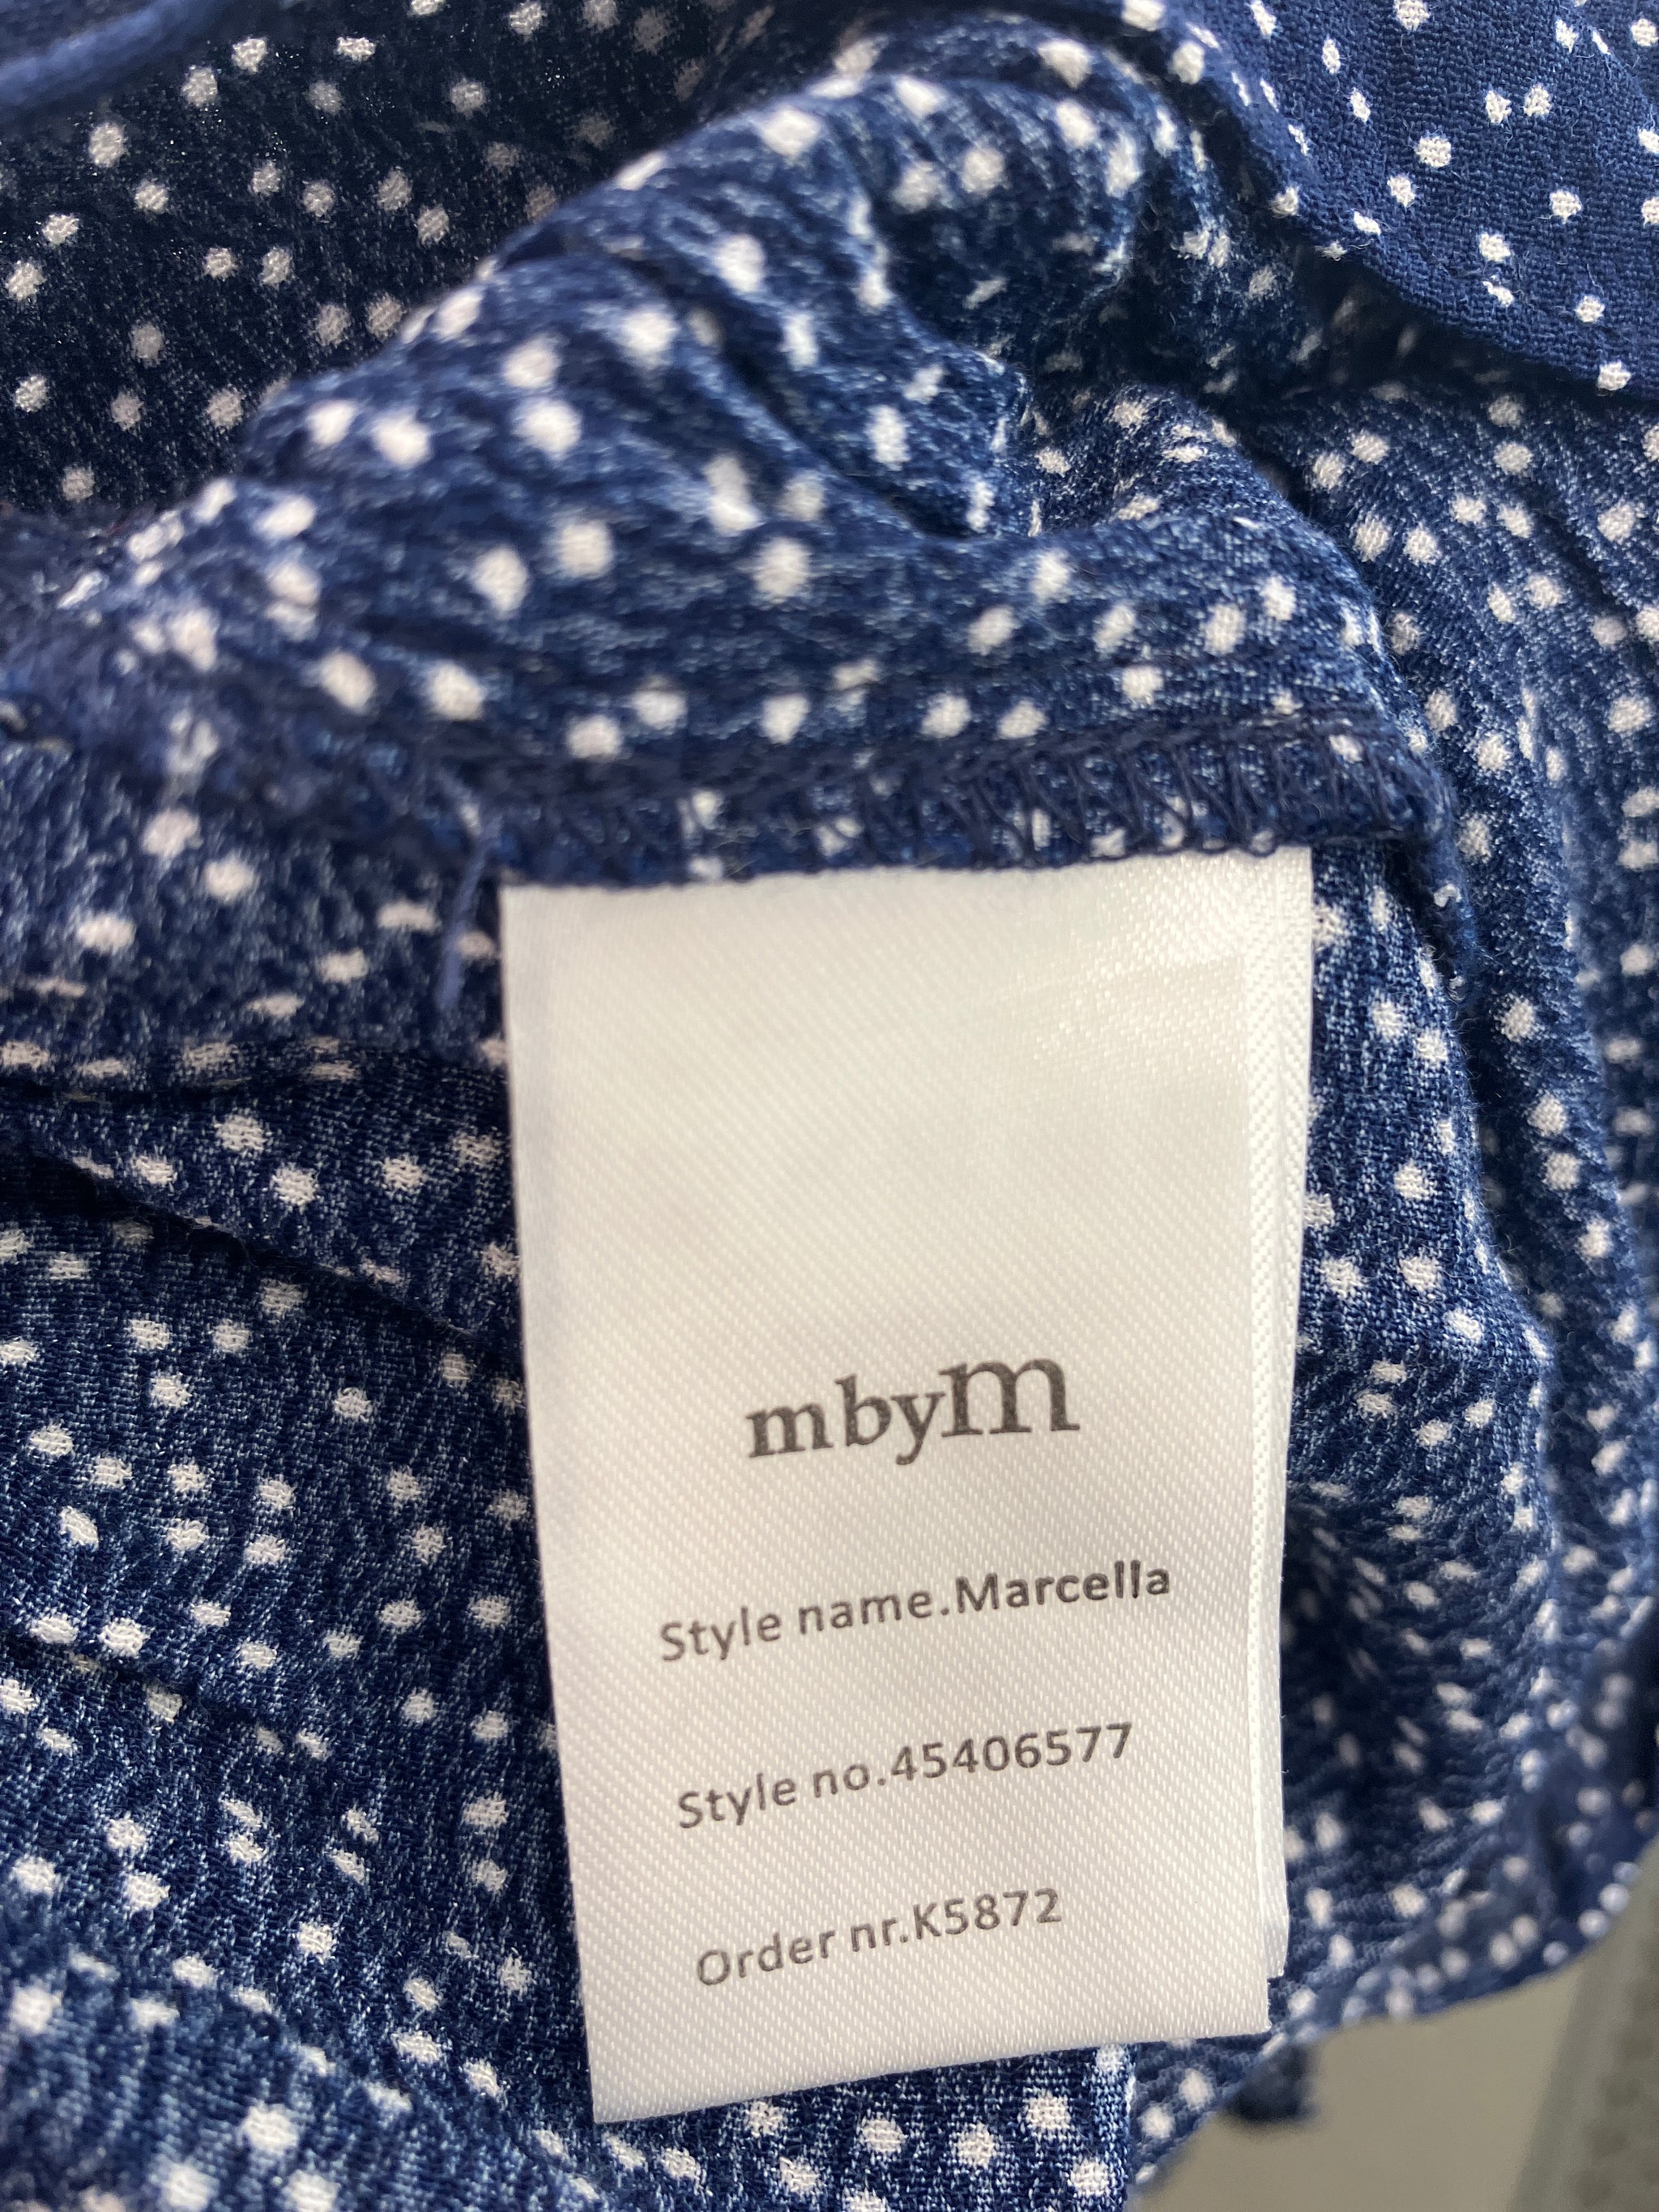 mbym
Style name.Marcella
Style no.45406577
Order nr.K5872